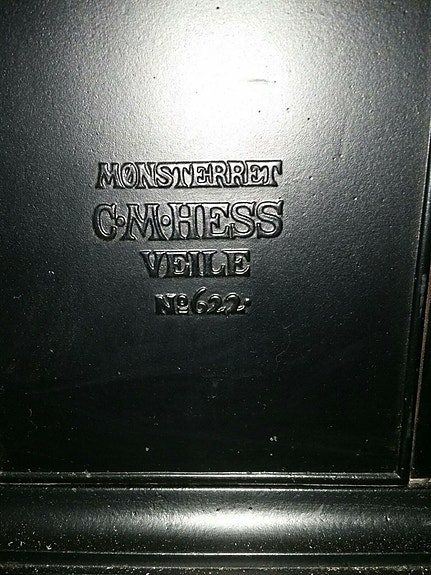 MØNSTERRET
C·M·HESS
VEILE
No 622·